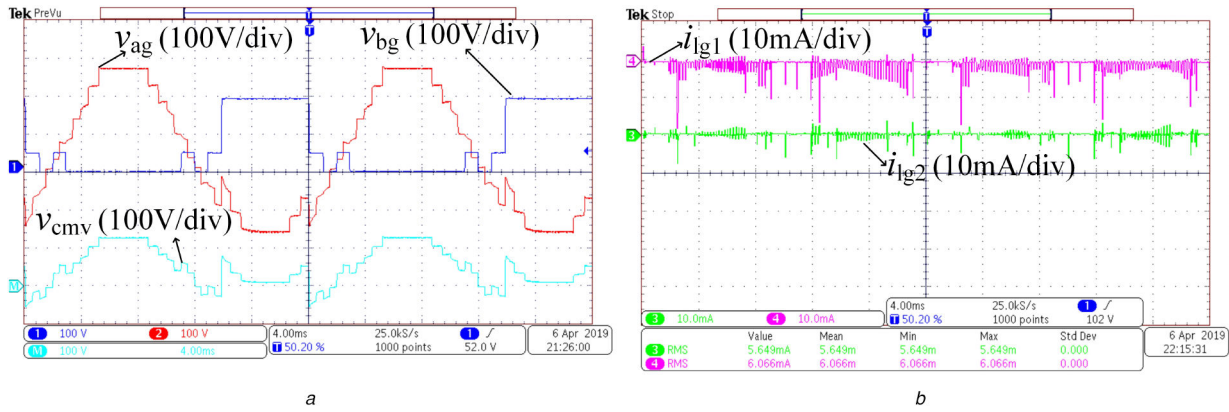 Tek PreVu
T
v_ag (100V/div)
v_bg (100V/div)
1
v_cmv (100V/div)
M
1 100 V
2 100 V
M 100 V 4.00ms
4.00ms
25.0kS/s
1
T 50.20 %
1000 points
52.0 V
6 Apr 2019
21:26:00
a
Tek Stop
T
4
i_lg1 (10mA/div)
3
i_lg2 (10mA/div)
4.00ms
25.0kS/s
1
3 10.0mA
4 10.0mA
T 50.20 %
1000 points
102 V
Value Mean Min Max Std Dev
3 RMS 5.649mA 5.649m 5.649m 5.649m 0.000
4 RMS 6.066mA 6.066m 6.066m 6.066m 0.000
6 Apr 2019
22:15:31
b